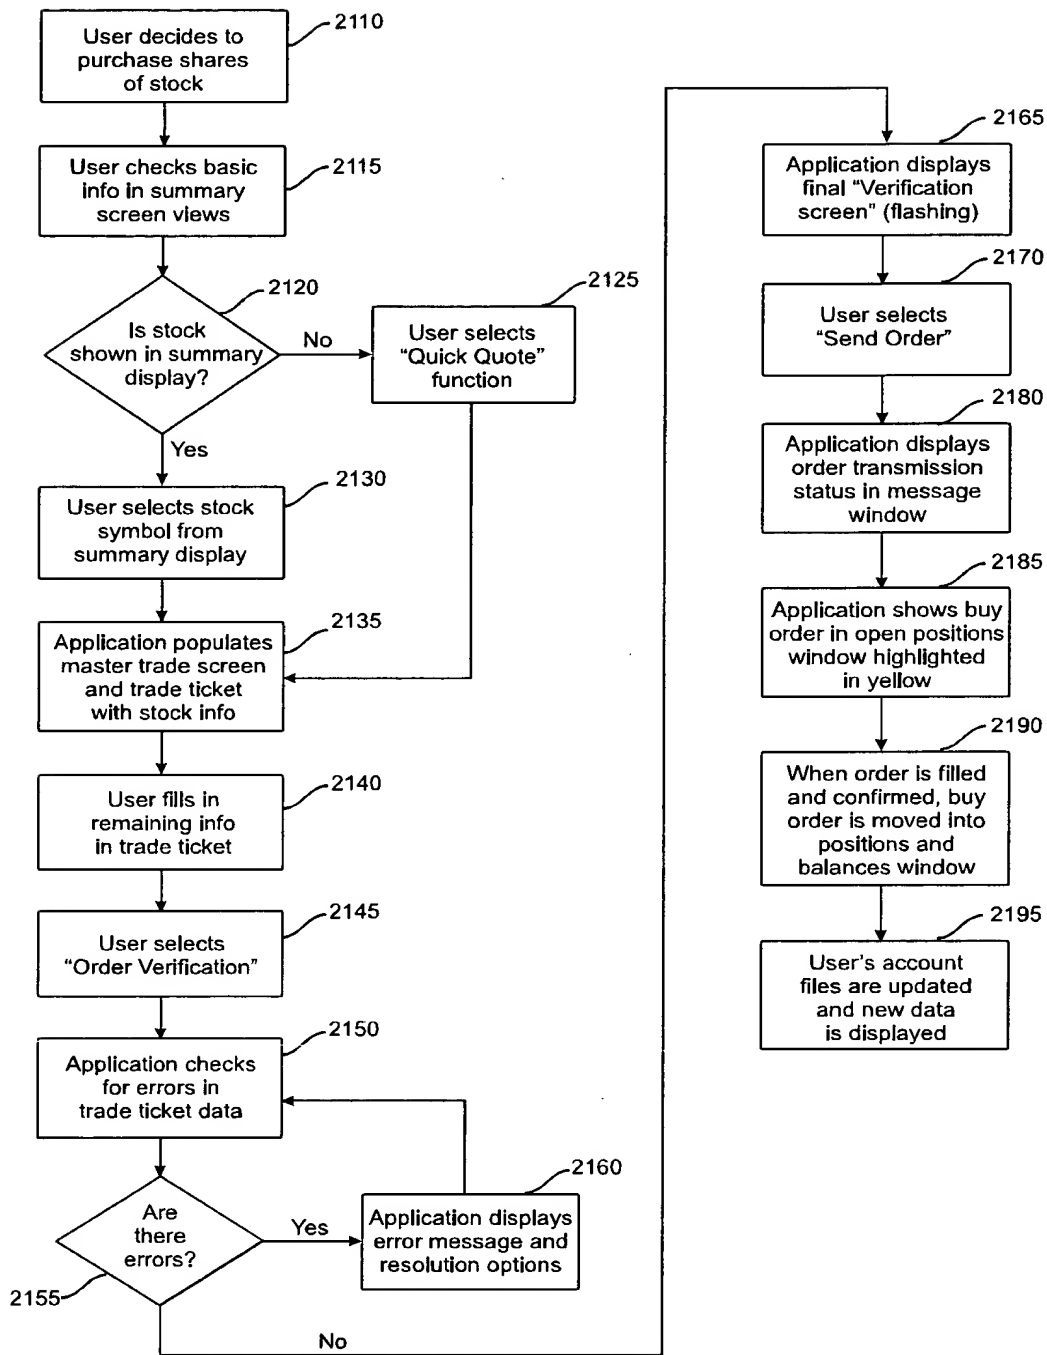 2110
User decides to
purchase shares
of stock
2115
User checks basic
info in summary
screen views
2120
Is stock
shown in summary
display?
No
Yes
2125
User selects
“Quick Quote”
function
2130
User selects stock
symbol from
summary display
2135
Application populates
master trade screen
and trade ticket
with stock info
2140
User fills in
remaining info
in trade ticket
2145
User selects
“Order Verification”
2150
Application checks
for errors in
trade ticket data
2155
Are
there
errors?
Yes
No
2160
Application displays
error message and
resolution options
2165
Application displays
final “Verification
screen” (flashing)
2170
User selects
“Send Order”
2180
Application displays
order transmission
status in message
window
2185
Application shows buy
order in open positions
window highlighted
in yellow
2190
When order is filled
and confirmed, buy
order is moved into
positions and
balances window
2195
User's account
files are updated
and new data
is displayed